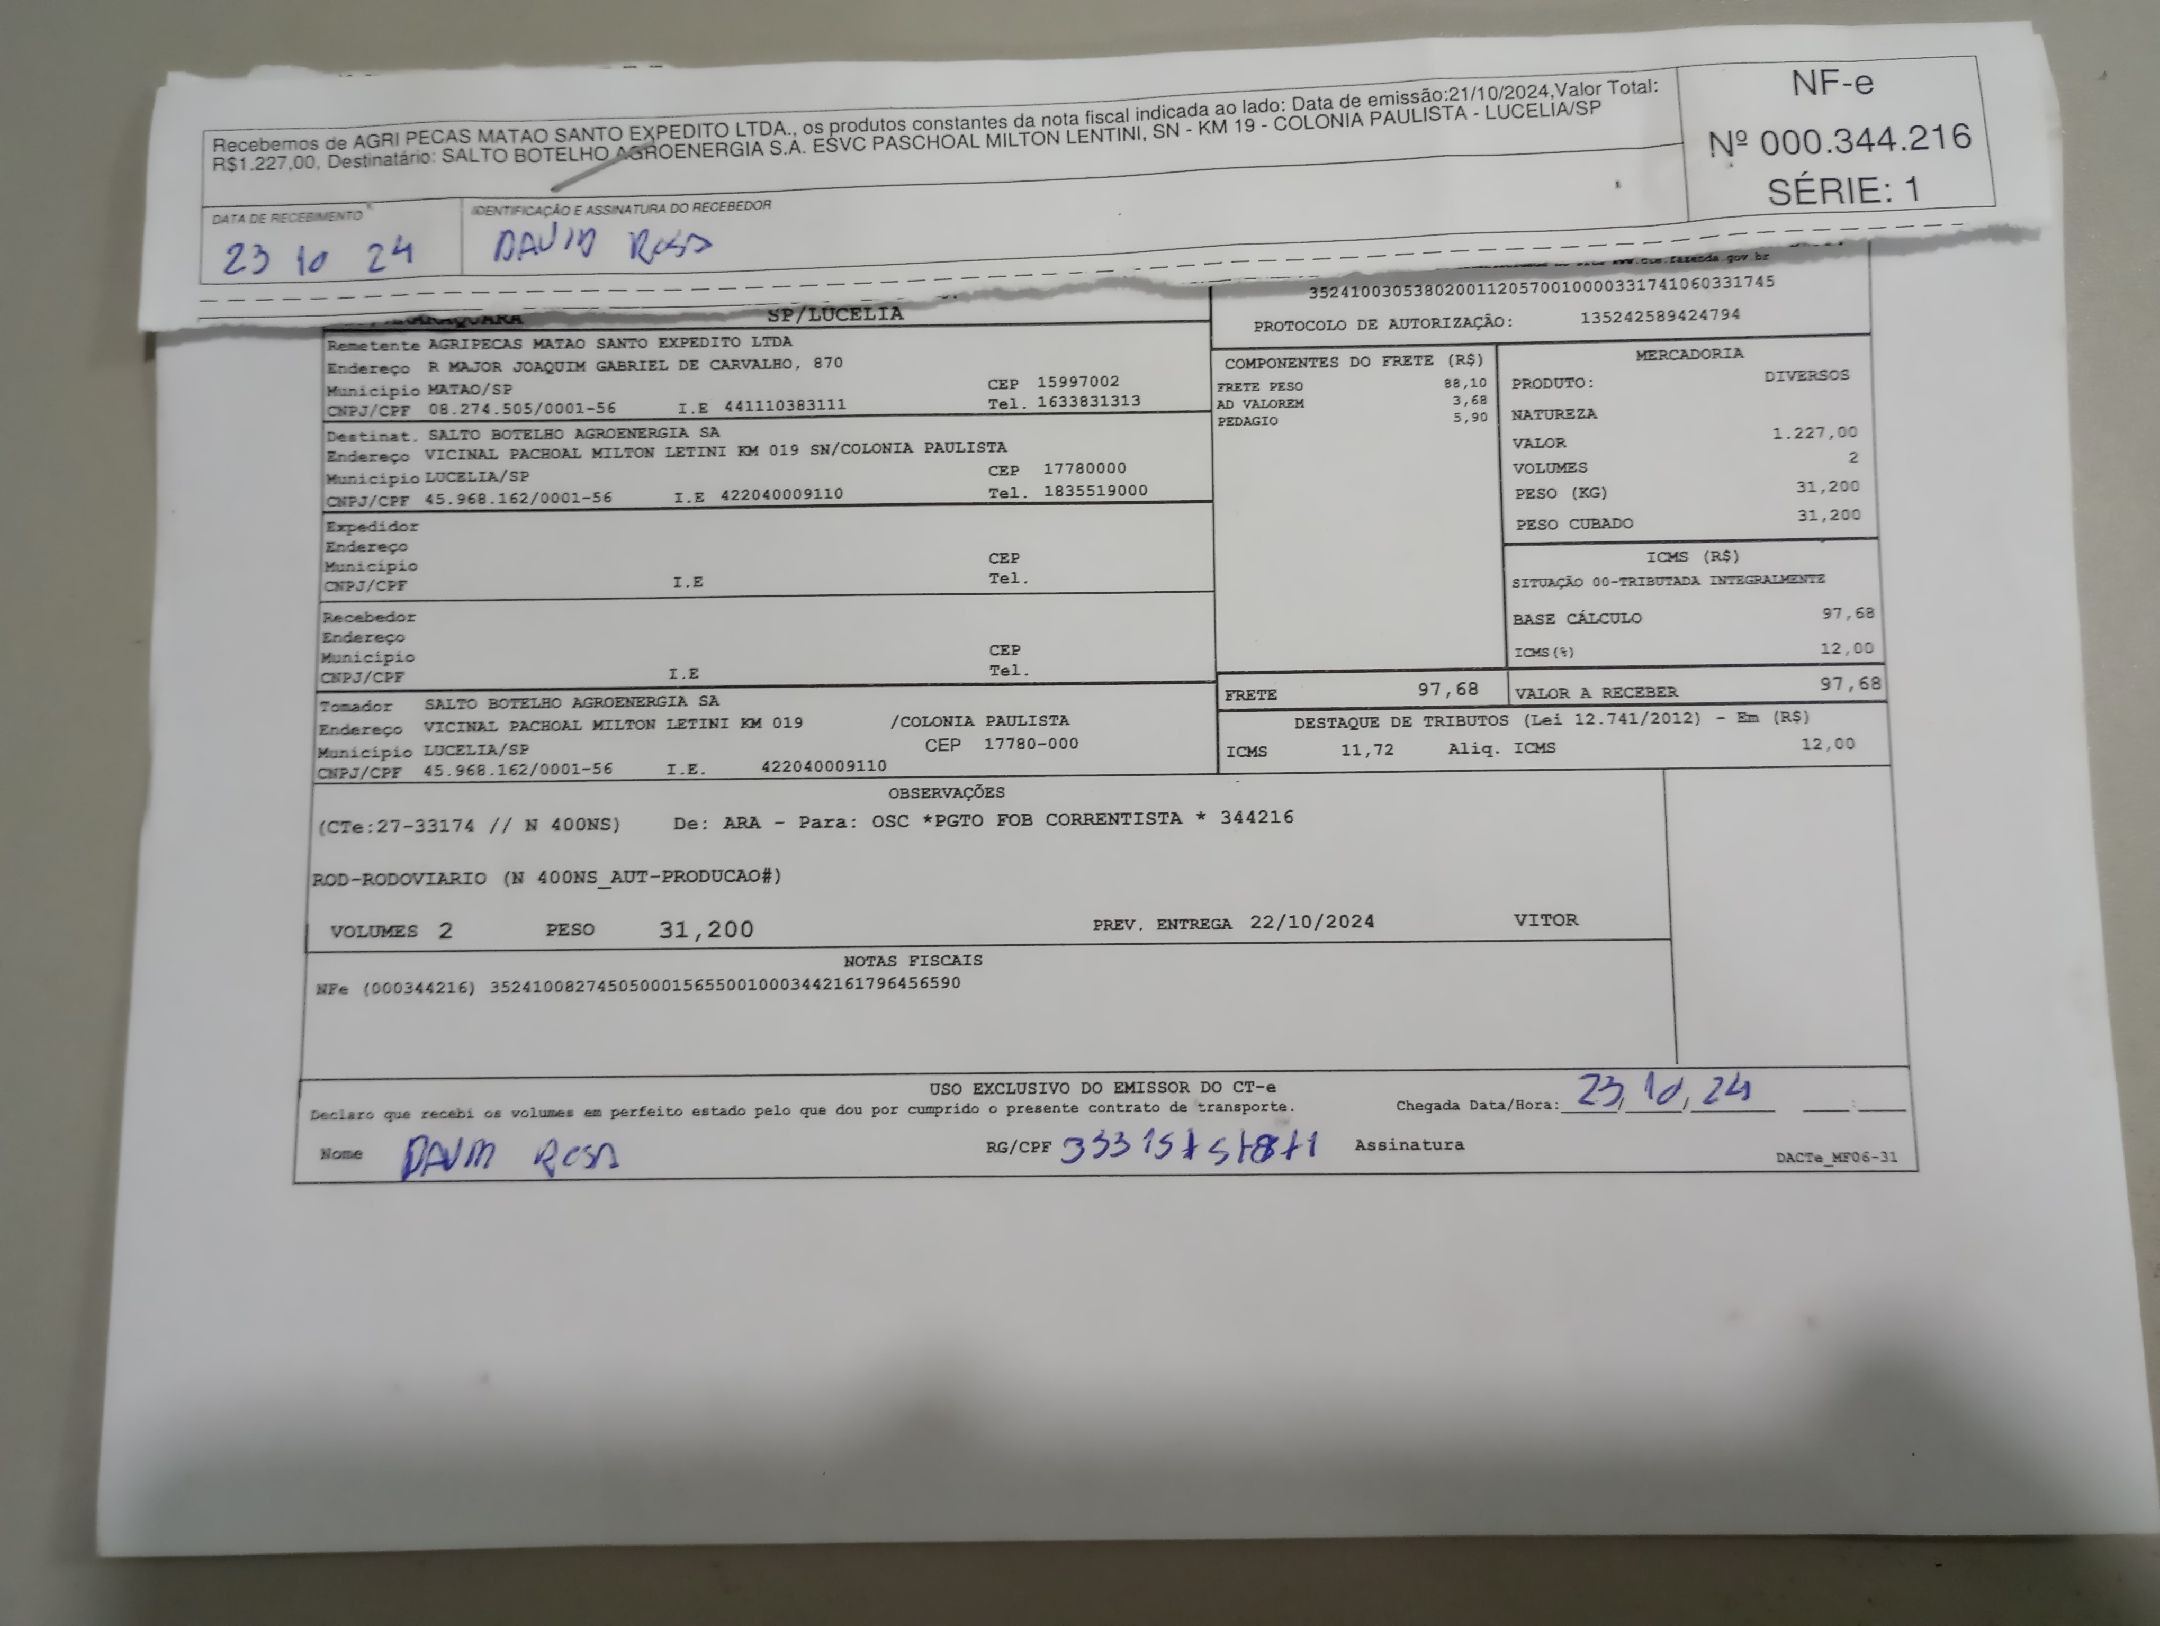 Recebemos de AGRI PECAS MATAO SANTO EXPEDITO LTDA., os produtos constantes da nota fiscal indicada ao lado: Data de emissão:21/10/2024,Valor Total:
R$1.227,00, Destinatário: SALTO BOTELHO AGROENERGIA S.A. ESVC PASCHOAL MILTON LENTINI, SN - KM 19 - COLONIA PAULISTA - LUCELIA/SP
NF-e
Nº 000.344.216
SÉRIE: 1
DATA DE RECEBIMENTO
23 10 24
IDENTIFICAÇÃO E ASSINATURA DO RECEBEDOR
DAVID ROSA
SP/LUCELIA
35241003053802001120570010000331741060331745
PROTOCOLO DE AUTORIZAÇÃO: 135242589424794
Remetente AGRIPECAS MATAO SANTO EXPEDITO LTDA
Endereço R MAJOR JOAQUIM GABRIEL DE CARVALHO, 870
Município MATAO/SP CEP 15997002
CNPJ/CPF 08.274.505/0001-56 I.E 441110383111 Tel. 1633831313
Destinat. SALTO BOTELHO AGROENERGIA SA
Endereço VICINAL PACHOAL MILTON LETINI KM 019 SN/COLONIA PAULISTA
Município LUCELIA/SP CEP 17780000
CNPJ/CPF 45.968.162/0001-56 I.E 422040009110 Tel. 1835519000
Expedidor
Endereço
Município CEP
CNPJ/CPF I.E Tel.
Recebedor
Endereço
Município CEP
CNPJ/CPF I.E Tel.
Tomador SALTO BOTELHO AGROENERGIA SA
Endereço VICINAL PACHOAL MILTON LETINI KM 019 /COLONIA PAULISTA
Município LUCELIA/SP CEP 17780-000
CNPJ/CPF 45.968.162/0001-56 I.E. 422040009110
COMPONENTES DO FRETE (R$)
FRETE PESO 88,10
AD VALOREM 3,68
PEDAGIO 5,90
MERCADORIA
PRODUTO: DIVERSOS
NATUREZA
VALOR 1.227,00
VOLUMES 2
PESO (KG) 31,200
PESO CUBADO 31,200
ICMS (R$)
SITUAÇÃO 00-TRIBUTADA INTEGRALMENTE
BASE CÁLCULO 97,68
ICMS(%) 12,00
FRETE 97,68 VALOR A RECEBER 97,68
DESTAQUE DE TRIBUTOS (Lei 12.741/2012) - Em (R$)
ICMS 11,72 Aliq. ICMS 12,00
OBSERVAÇÕES
(CTe:27-33174 // N 400NS) De: ARA - Para: OSC *PGTO FOB CORRENTISTA * 344216
ROD-RODOVIARIO (N 400NS_AUT-PRODUCAO#)
VOLUMES 2 PESO 31,200 PREV. ENTREGA 22/10/2024 VITOR
NOTAS FISCAIS
NFe (000344216) 35241008274505000156550010003442161796456590
USO EXCLUSIVO DO EMISSOR DO CT-e
Declaro que recebi os volumes em perfeito estado pelo que dou por cumprido o presente contrato de transporte. Chegada Data/Hora: 23/10/24
Nome DAVID ROSA RG/CPF Assinatura
DACTe_MF06-31